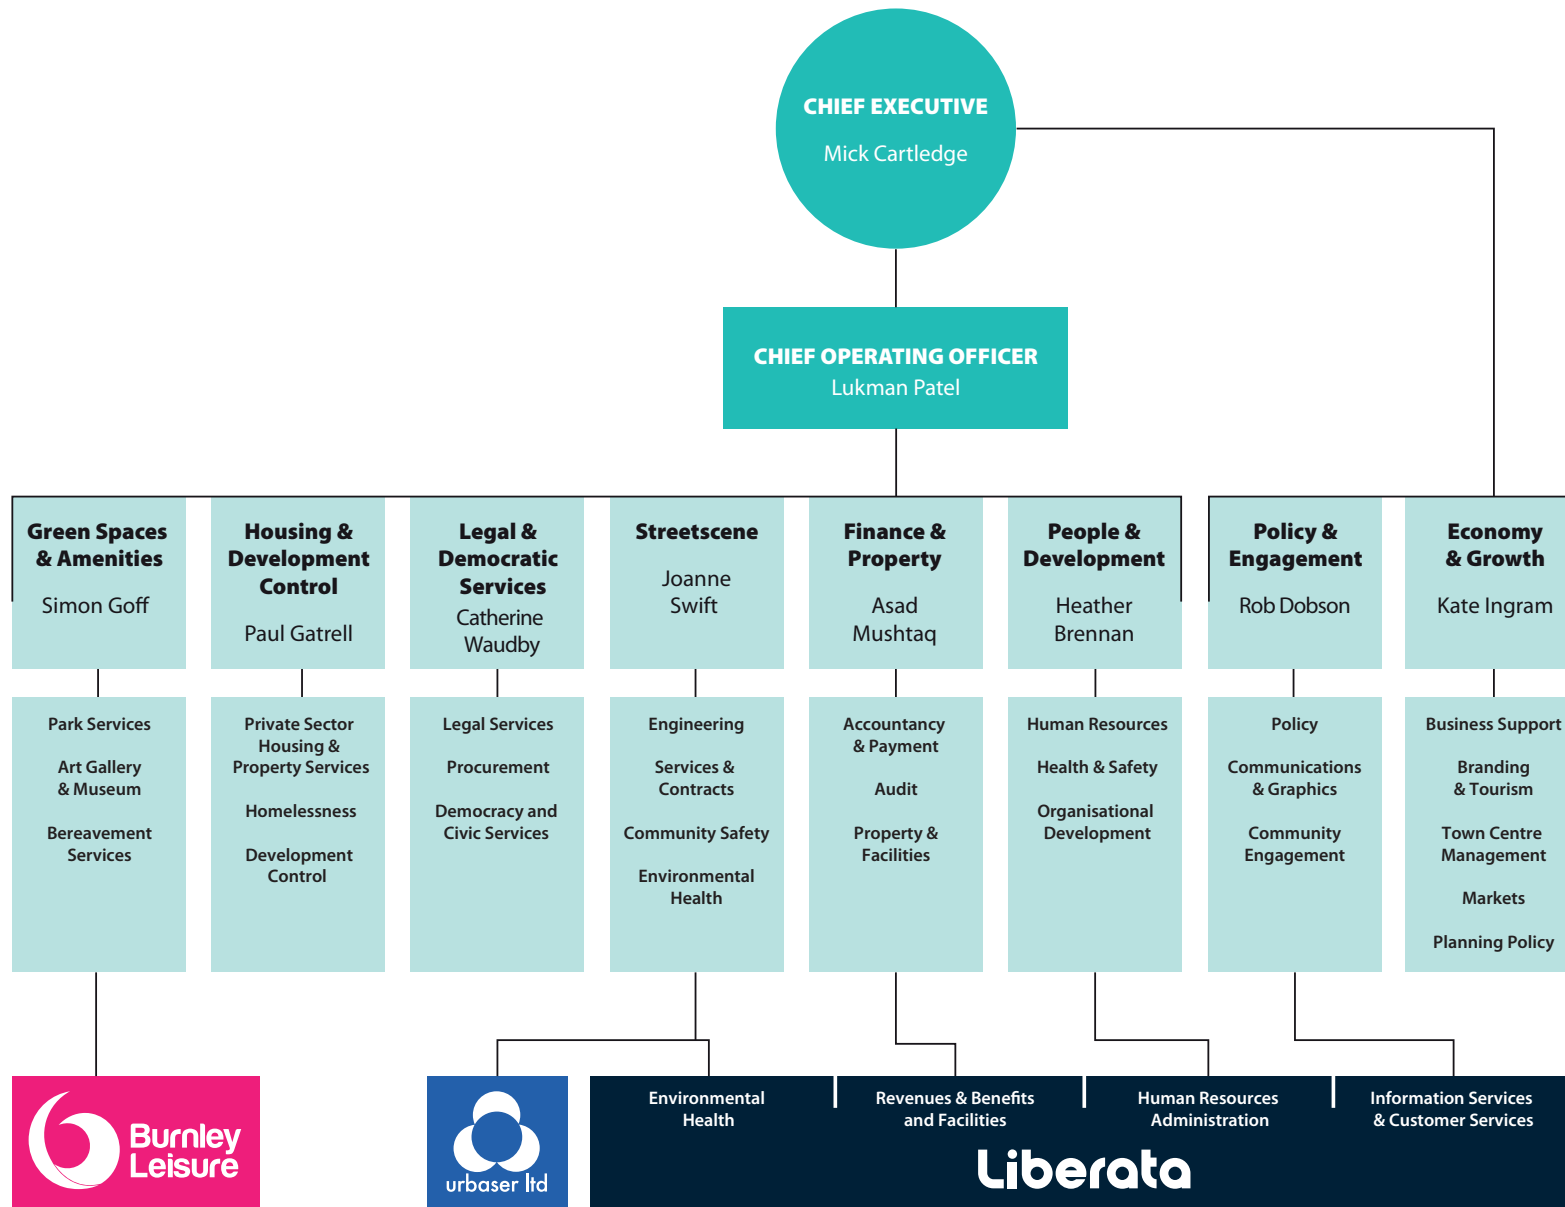 CHIEF EXECUTIVE
Mick Cartledge
CHIEF OPERATING OFFICER
Lukman Patel
Green Spaces
& Amenities
Simon Goff
Housing &
Development
Control
Paul Gatrell
Legal &
Democratic
Services
Catherine
Waudby
Streetscene
Joanne
Swift
Finance &
Property
Asad
Mushtaq
People &
Development
Heather
Brennan
Policy &
Engagement
Rob Dobson
Economy
& Growth
Kate Ingram
Park Services
Art Gallery
& Museum
Bereavement
Services
Private Sector
Housing &
Property Services
Homelessness
Development
Control
Legal Services
Procurement
Democracy and
Civic Services
Engineering
Services &
Contracts
Community Safety
Environmental
Health
Accountancy
& Payment
Audit
Property &
Facilities
Human Resources
Health & Safety
Organisational
Development
Policy
Communications
& Graphics
Community
Engagement
Business Support
Branding
& Tourism
Town Centre
Management
Markets
Planning Policy
Burnley
Leisure
urbaser ltd
Environmental
Health
Revenues & Benefits
and Facilities
Human Resources
Administration
Information Services
& Customer Services
Liberata